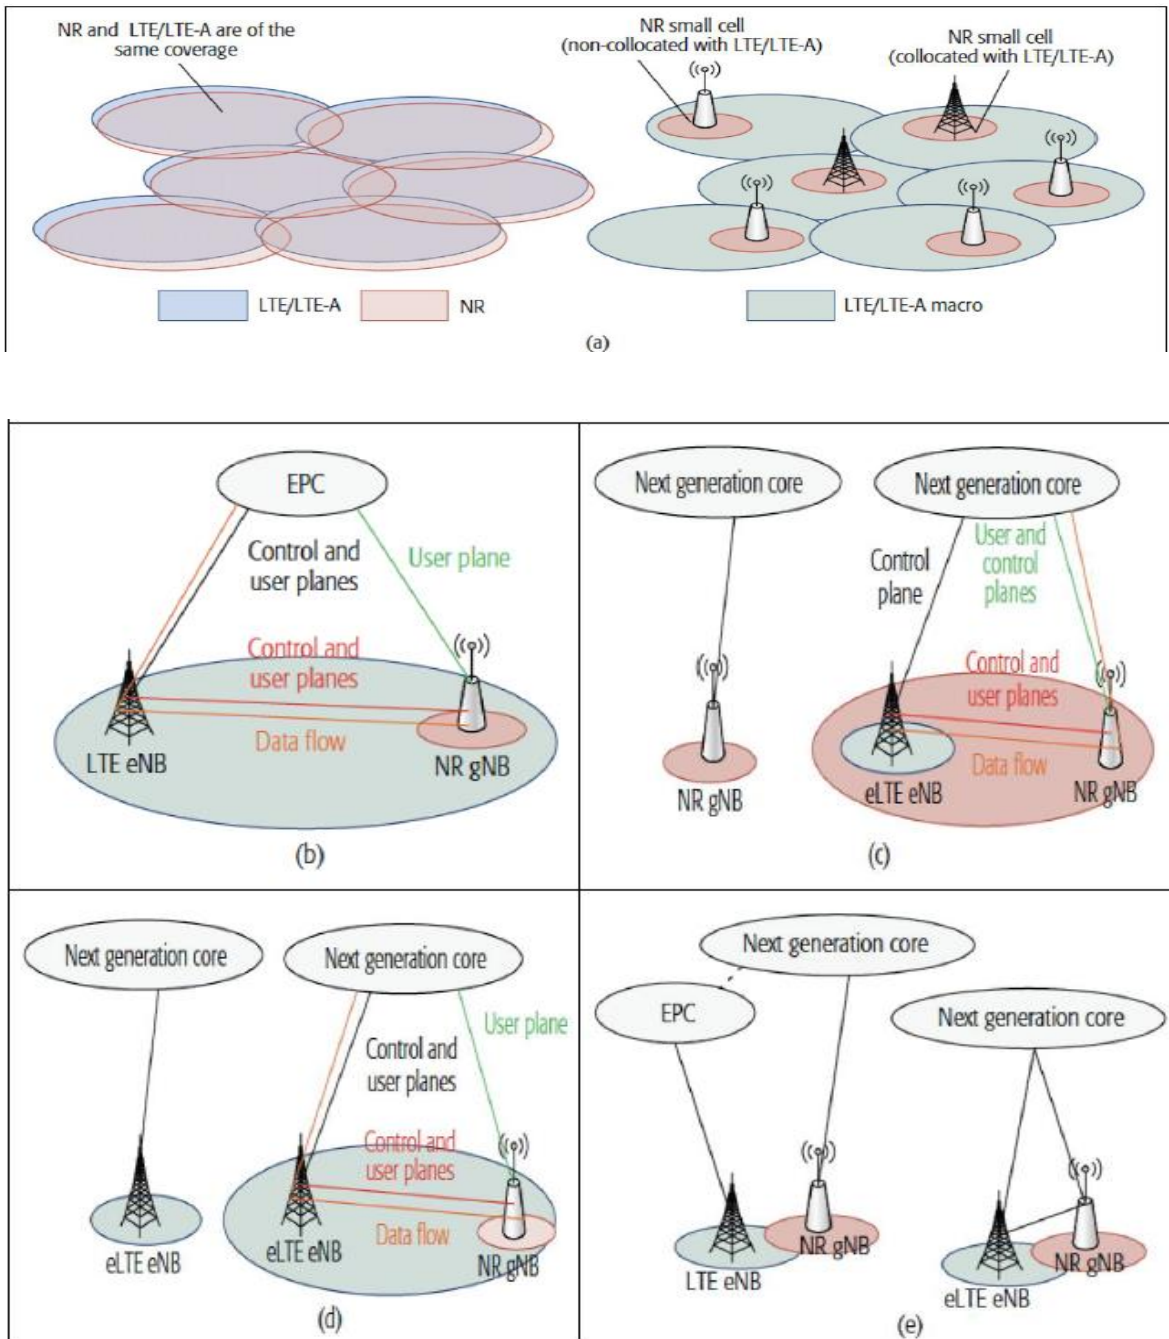 NR and LTE/LTE-A are of the
same coverage
NR small cell
(non-collocated with LTE/LTE-A)
NR small cell
(collocated with LTE/LTE-A)
LTE/LTE-A
NR
LTE/LTE-A macro
(a)
EPC
Control and
user planes
User plane
Control and
user planes
Data flow
LTE eNB
NR gNB
(b)
Next generation core
NR gNB
Next generation core
Control
plane
User and
control
planes
Control and
user planes
Data flow
eLTE eNB
NR gNB
(c)
Next generation core
eLTE eNB
Next generation core
Control and
user planes
User plane
Control and
user planes
Data flow
eLTE eNB
NR gNB
(d)
Next generation core
EPC
LTE eNB
NR gNB
Next generation core
eLTE eNB
NR gNB
(e)